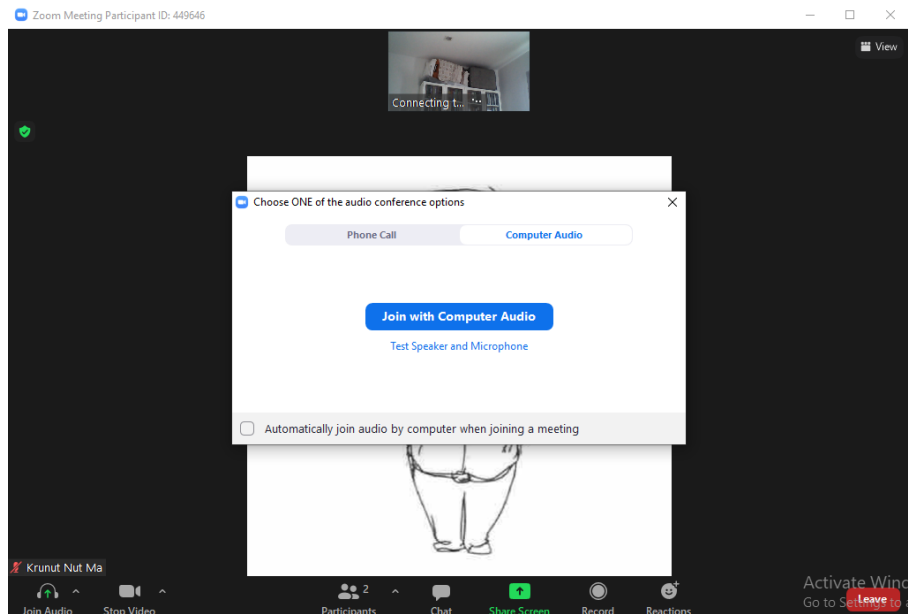 Zoom Meeting Participant ID: 449646
View
Connecting t...
Choose ONE of the audio conference options
Phone Call
Computer Audio
Join with Computer Audio
Test Speaker and Microphone
Automatically join audio by computer when joining a meeting
Krunut Nut Ma
Join Audio
Stop Video
2
Participants
Chat
Share Screen
Record
Reactions
Leave
Activate Wind
Go to Settings to a